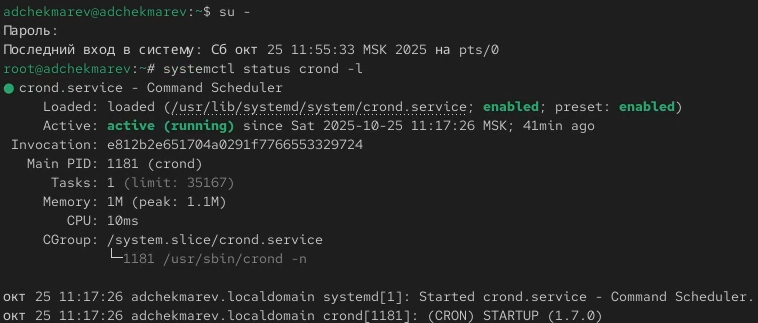 adchekmarev@adchekmarev:~$ su -
Пароль:
Последний вход в систему: Сб окт 25 11:55:33 MSK 2025 на pts/0
root@adchekmarev:~# systemctl status crond -l
● crond.service - Command Scheduler
     Loaded: loaded (/usr/lib/systemd/system/crond.service; enabled; preset: enabled)
     Active: active (running) since Sat 2025-10-25 11:17:26 MSK; 41min ago
 Invocation: e812b2e651704a0291f7766553329724
   Main PID: 1181 (crond)
      Tasks: 1 (limit: 35167)
     Memory: 1M (peak: 1.1M)
        CPU: 10ms
     CGroup: /system.slice/crond.service
             └─1181 /usr/sbin/crond -n
окт 25 11:17:26 adchekmarev.localdomain systemd[1]: Started crond.service - Command Scheduler.
окт 25 11:17:26 adchekmarev.localdomain crond[1181]: (CRON) STARTUP (1.7.0)